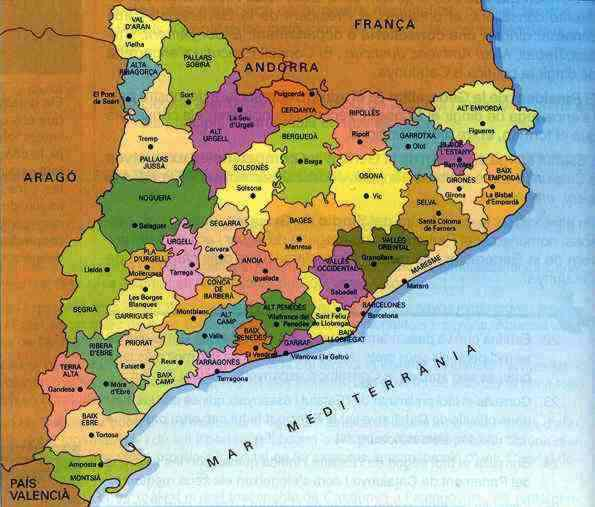 FRANÇA
VAL
D'ARAN
Vielha
PALLARS
SOBIRÀ
Sort
ALTA
RIBAGORÇA
El Pont
de Suert
ANDORRA
ARAGÓ
Tremp
PALLARS
JUSSÀ
La Seu
d'Urgell
ALT
URGELL
Puigcerdà
CERDANYA
BERGUEDÀ
Berga
RIPOLLÈS
Ripoll
GARROTXA
Olot
ALT EMPORDÀ
Figueres
PLA DE
L'ESTANY
Banyoles
GIRONÈS
Girona
BAIX
EMPORDÀ
La Bisbal
d'Empordà
NOGUERA
Balaguer
SOLSONÈS
Solsona
OSONA
Vic
SELVA
Santa Coloma
de Farners
SEGARRA
Cervera
BAGES
Manresa
VALLÈS
ORIENTAL
Granollers
MARESME
Mataró
URGELL
Tàrrega
PLA
D'URGELL
Mollerussa
Lleida
SEGRIÀ
ANOIA
Igualada
VALLÈS
OCCIDENTAL
Sabadell
BARCELONÈS
Barcelona
Les Borges
Blanques
GARRIGUES
CONCA
DE
BARBERÀ
Montblanc
ALT
CAMP
Valls
ALT PENEDÈS
Vilafranca del
Penedès
Sant Feliu
de Llobregat
BAIX
LLOBREGAT
BAIX
PENEDÈS
El Vendrell
GARRAF
Vilanova i la Geltrú
RIBERA
D'EBRE
Móra
d'Ebre
PRIORAT
Falset
Reus
BAIX
CAMP
TARRAGONÈS
Tarragona
TERRA
ALTA
Gandesa
BAIX
EBRE
Tortosa
Amposta
MONTSIÀ
PAÍS
VALENCIÀ
MAR MEDITERRÀNIA